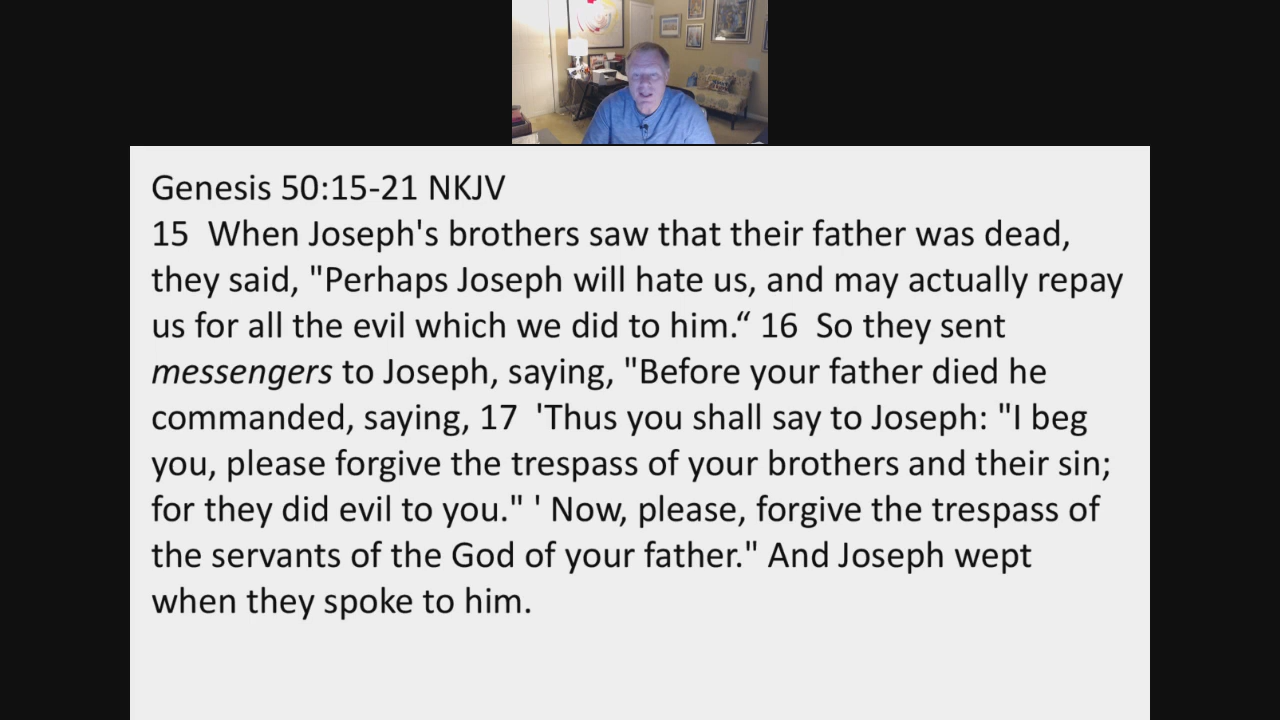 Genesis 50:15-21 NKJV
15  When Joseph's brothers saw that their father was dead,
they said, "Perhaps Joseph will hate us, and may actually repay
us for all the evil which we did to him.“ 16  So they sent
messengers to Joseph, saying, "Before your father died he
commanded, saying, 17  'Thus you shall say to Joseph: "I beg
you, please forgive the trespass of your brothers and their sin;
for they did evil to you." ' Now, please, forgive the trespass of
the servants of the God of your father." And Joseph wept
when they spoke to him.